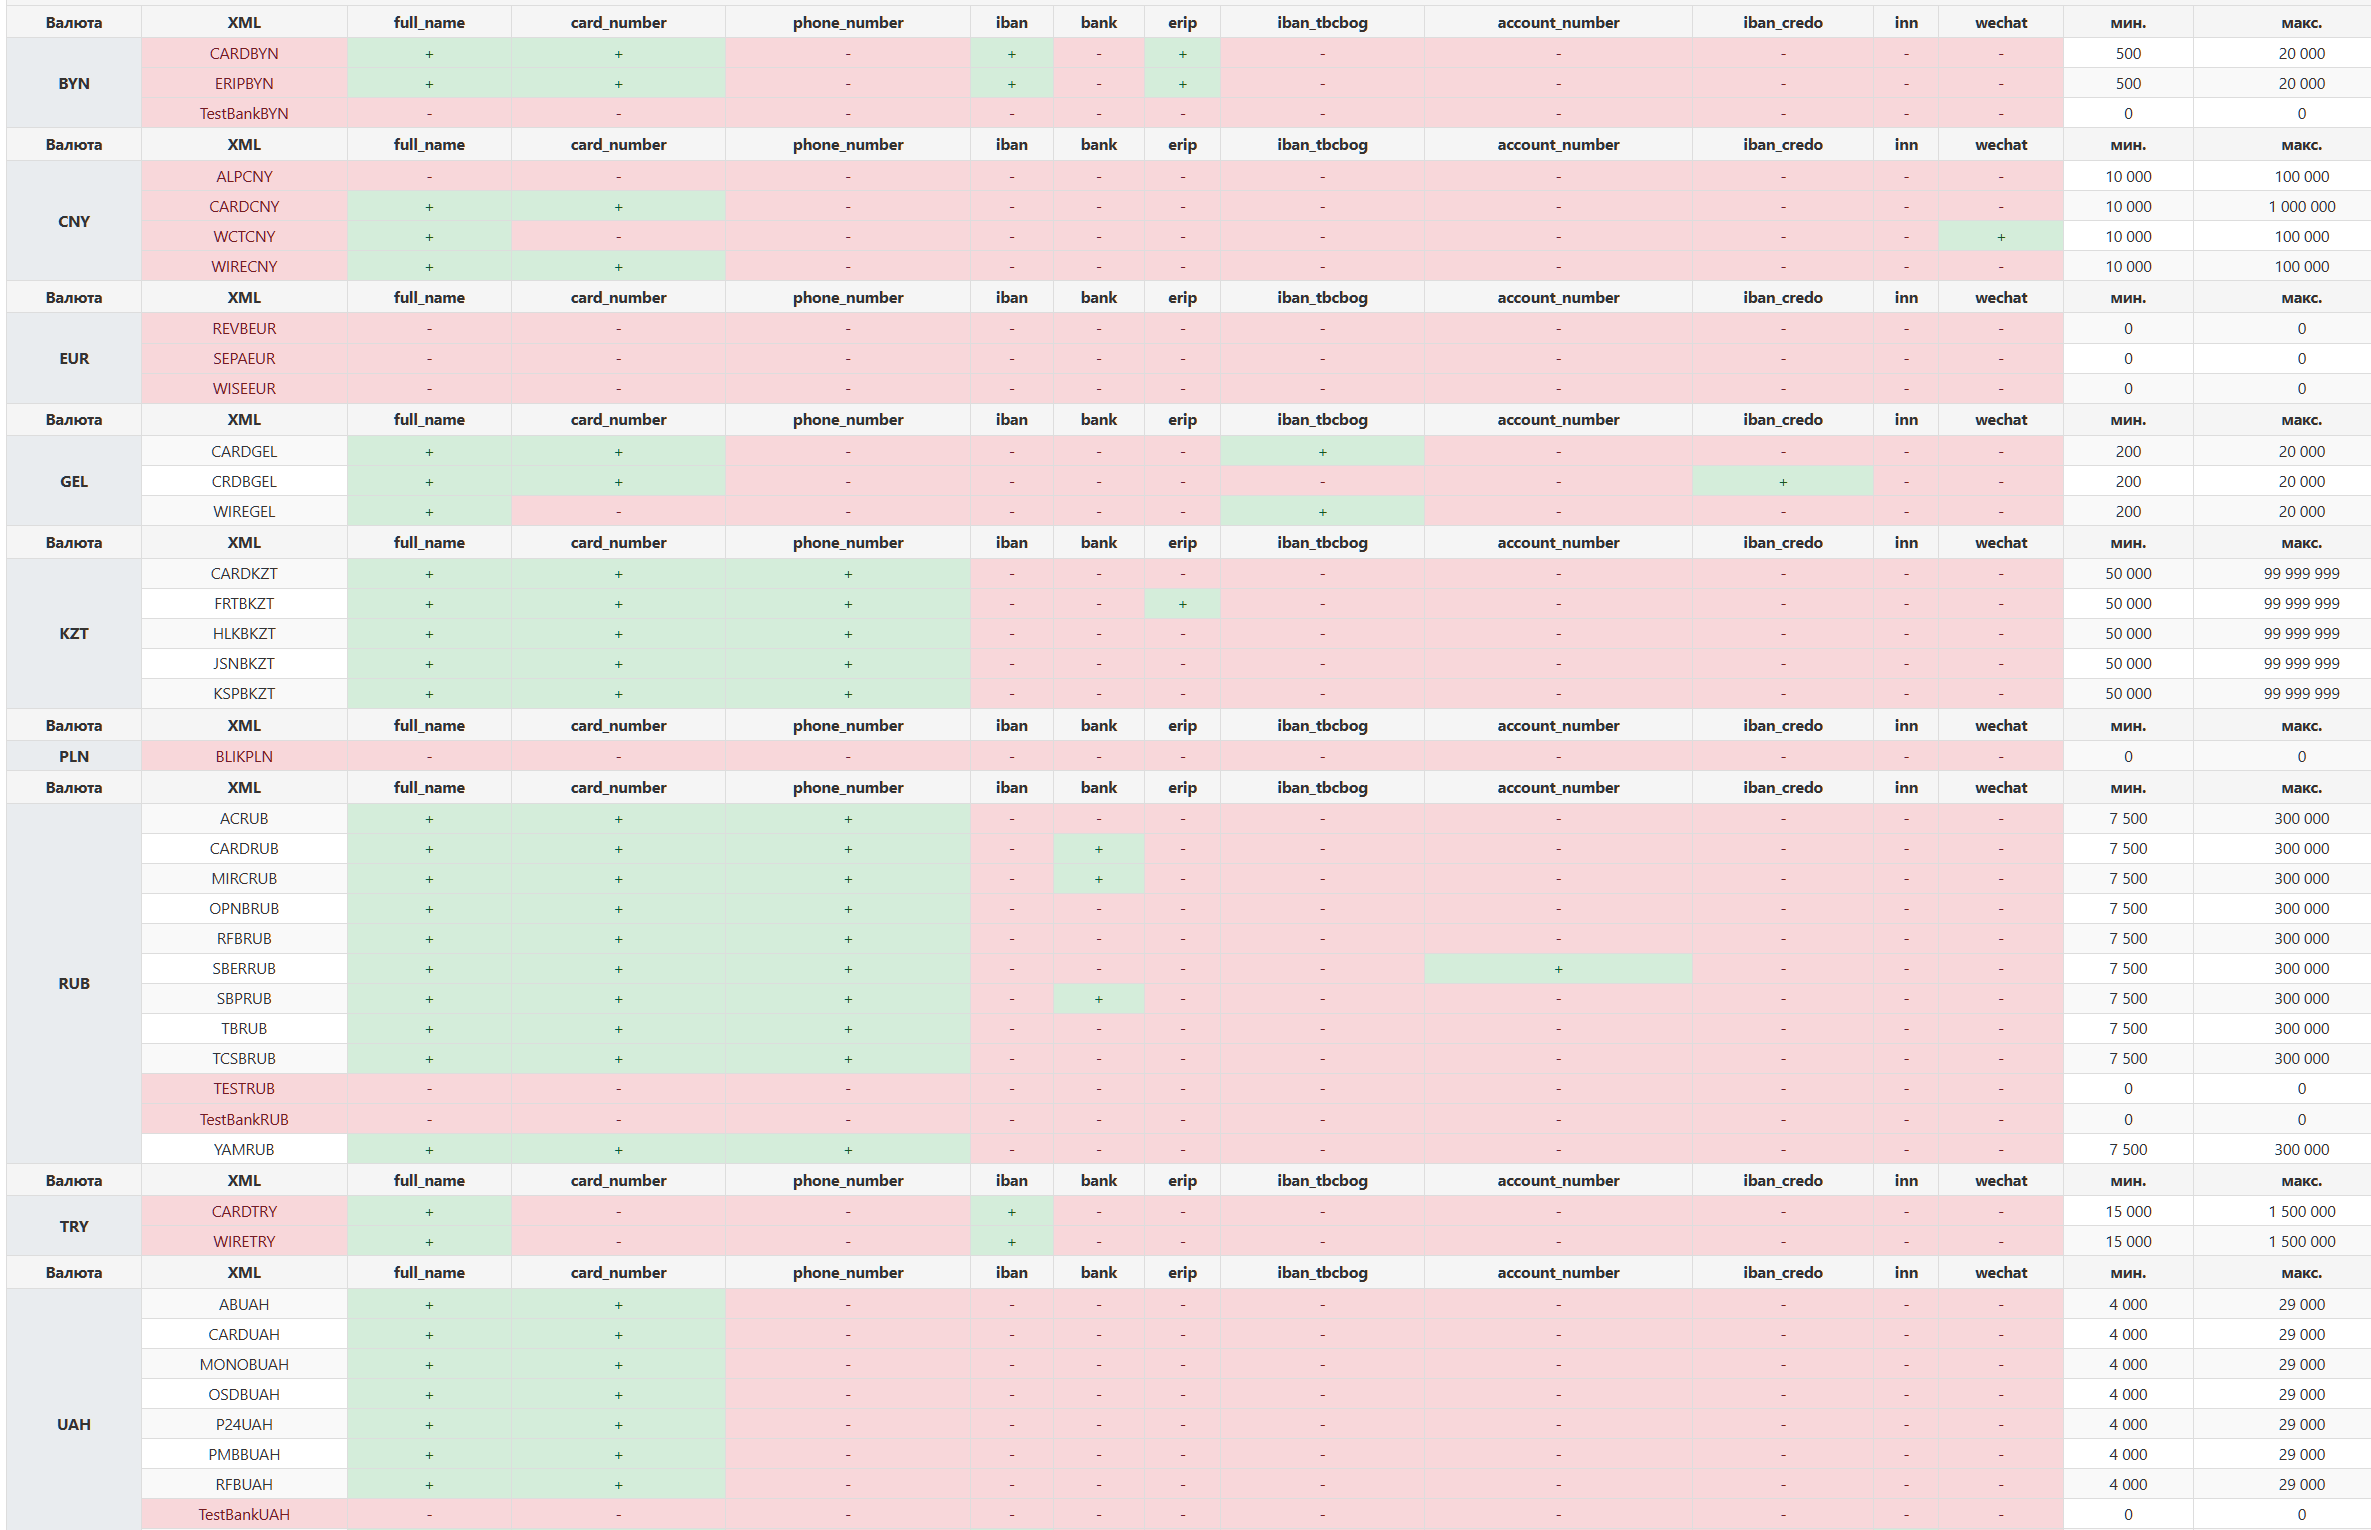 Валюта XML full_name card_number phone_number iban bank erip iban_tbcbog account_number iban_credo inn wechat мин. макс.
CARDBYN + + - + - + - - - - - 500 20 000
BYN ERIPBYN + + - + - + - - - - - 500 20 000
TestBankBYN - - - - - - - - - - - 0 0
Валюта XML full_name card_number phone_number iban bank erip iban_tbcbog account_number iban_credo inn wechat мин. макс.
ALPCNY - - - - - - - - - - - 10 000 100 000
CARDCNY + + - - - - - - - - - 10 000 1 000 000
CNY
WCTCNY + - - - - - - - - - + 10 000 100 000
WIRECNY + + - - - - - - - - - 10 000 100 000
Валюта XML full_name card_number phone_number iban bank erip iban_tbcbog account_number iban_credo inn wechat мин. макс.
REVBEUR - - - - - - - - - - - 0 0
EUR SEPAEUR - - - - - - - - - - - 0 0
WISEEUR - - - - - - - - - - - 0 0
Валюта XML full_name card_number phone_number iban bank erip iban_tbcbog account_number iban_credo inn wechat мин. макс.
CARDGEL + + - - - - + - - - - 200 20 000
GEL CRDBGEL + + - - - - - - + - - 200 20 000
WIREGEL + - - - - - + - - - - 200 20 000
Валюта XML full_name card_number phone_number iban bank erip iban_tbcbog account_number iban_credo inn wechat мин. макс.
CARDKZT + + + - - - - - - - - 50 000 99 999 999
FRTBKZT + + + - - + - - - - - 50 000 99 999 999
KZT HLKBKZT + + + - - - - - - - - 50 000 99 999 999
JSNBKZT + + + - - - - - - - - 50 000 99 999 999
KSPBKZT + + + - - - - - - - - 50 000 99 999 999
Валюта XML full_name card_number phone_number iban bank erip iban_tbcbog account_number iban_credo inn wechat мин. макс.
PLN BLIKPLN - - - - - - - - - - - 0 0
Валюта XML full_name card_number phone_number iban bank erip iban_tbcbog account_number iban_credo inn wechat мин. макс.
ACRUB + + + - - - - - - - - 7 500 300 000
CARDRUB + + + - + - - - - - - 7 500 300 000
MIRCRUB + + + - + - - - - - - 7 500 300 000
OPNBRUB + + + - - - - - - - - 7 500 300 000
RFBRUB + + + - - - - - - - - 7 500 300 000
SBERRUB + + + - - - - + - - - 7 500 300 000
RUB
SBPRUB + + + - + - - - - - - 7 500 300 000
TBRUB + + + - - - - - - - - 7 500 300 000
TCSBRUB + + + - - - - - - - - 7 500 300 000
TESTRUB - - - - - - - - - - - 0 0
TestBankRUB - - - - - - - - - - - 0 0
YAMRUB + + + - - - - - - - - 7 500 300 000
Валюта XML full_name card_number phone_number iban bank erip iban_tbcbog account_number iban_credo inn wechat мин. макс.
CARDTRY + - - + - - - - - - - 15 000 1 500 000
TRY
WIRETRY + - - + - - - - - - - 15 000 1 500 000
Валюта XML full_name card_number phone_number iban bank erip iban_tbcbog account_number iban_credo inn wechat мин. макс.
ABUAH + + - - - - - - - - - 4 000 29 000
CARDUAH + + - - - - - - - - - 4 000 29 000
MONOBUAH + + - - - - - - - - - 4 000 29 000
OSDBUAH + + - - - - - - - - - 4 000 29 000
UAH P24UAH + + - - - - - - - - - 4 000 29 000
PMBBUAH + + - - - - - - - - - 4 000 29 000
RFBUAH + + - - - - - - - - - 4 000 29 000
TestBankUAH - - - - - - - - - - - 0 0